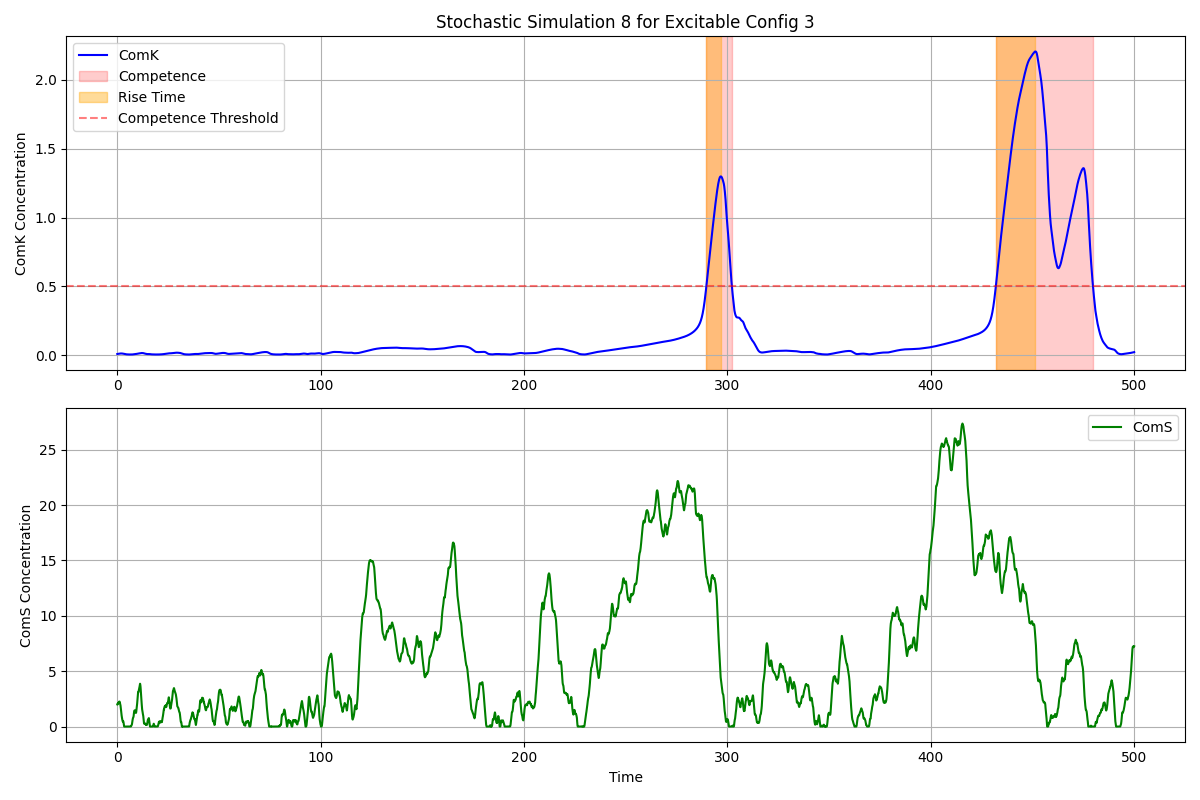 Stochastic Simulation 8 for Excitable Config 3
ComK Concentration
2.0
1.5
1.0
0.5
0.0
ComK
Competence
Rise Time
Competence Threshold
0 100 200 300 400 500
ComS Concentration
25
20
15
10
5
0
ComS
0 100 200 300 400 500
Time